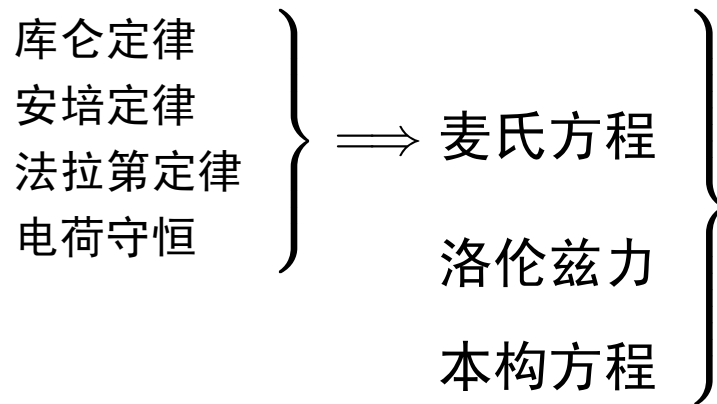 库仑定律
安培定律
法拉第定律
电荷守恒
⟹ 麦氏方程
洛伦兹力
本构方程